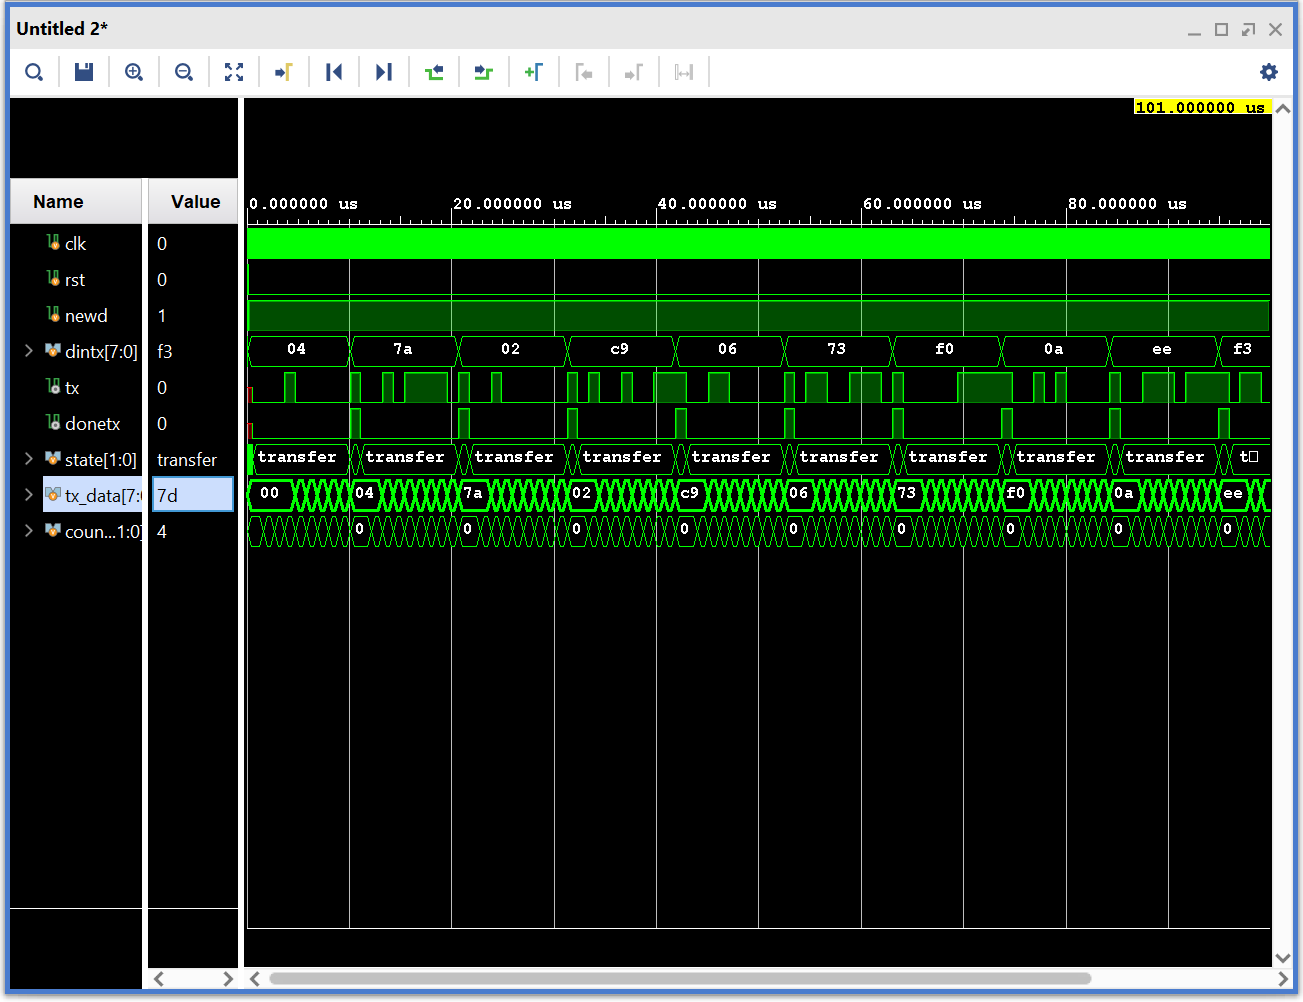 Untitled 2*
101.000000 us
Name Value
0.000000 us 20.000000 us 40.000000 us 60.000000 us 80.000000 us
clk 0
rst 0
newd 1
dintx[7:0] f3 04 7a 02 c9 06 73 f0 0a ee f3
tx 0
donetx 0
state[1:0] transfer transfer transfer transfer transfer transfer transfer transfer transfer transfer t□
tx_data[7:( 7d 00 04 7a 02 c9 06 73 f0 0a ee
coun...1:0] 4 0 0 0 0 0 0 0 0 0